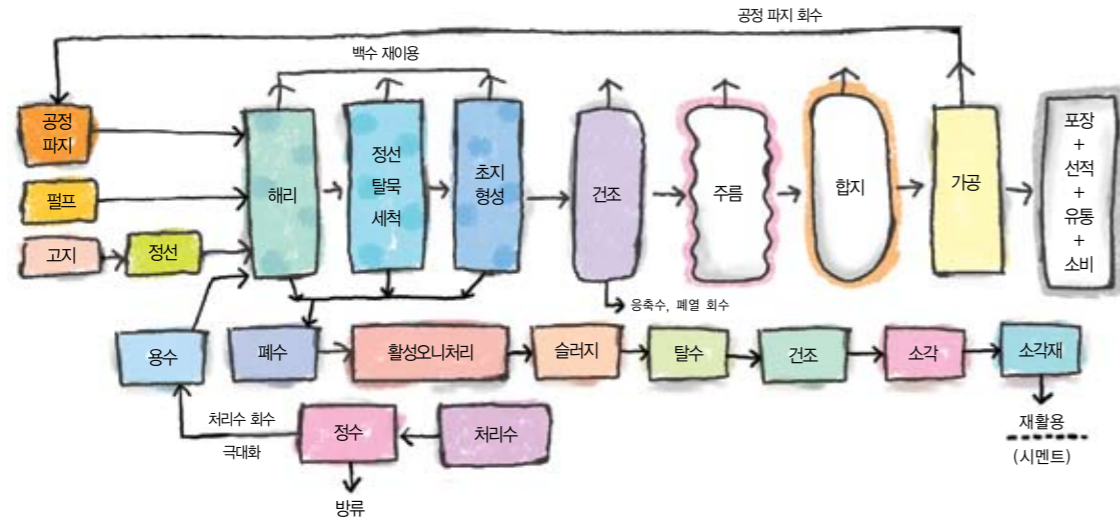 공정 파지 회수
백수 재이용
공정
파지
펄프
고지
정선
해리
정선
탈묵
세척
초지
형성
건조
주름
합지
가공
포장
+
선적
+
유통
+
소비
응축수, 폐열 회수
용수
폐수
활성오니처리
슬러지
탈수
건조
소각
소각재
처리수 회수
극대화
정수
처리수
방류
재활용
(시멘트)